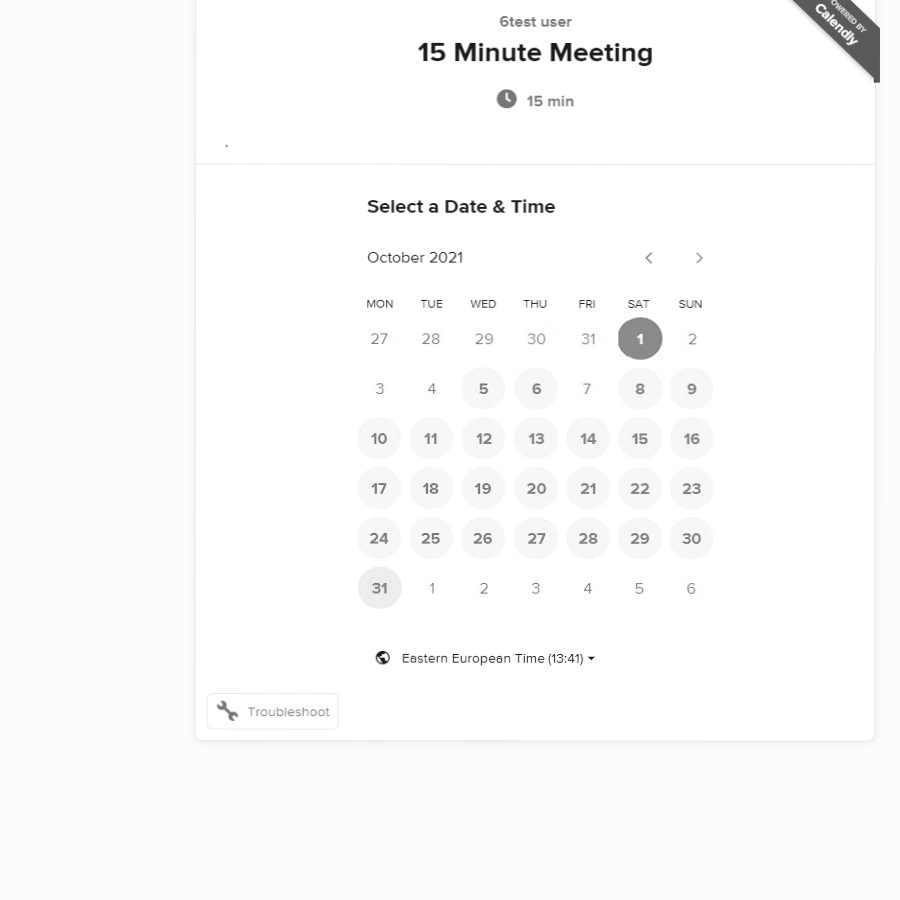 POWERED BY
Calendly
6test user
15 Minute Meeting
15 min
.
Select a Date & Time
October 2021
MON TUE WED THU FRI SAT SUN
27 28 29 30 31 1 2
3 4 5 6 7 8 9
10 11 12 13 14 15 16
17 18 19 20 21 22 23
24 25 26 27 28 29 30
31 1 2 3 4 5 6
Eastern European Time (13:41)
Troubleshoot